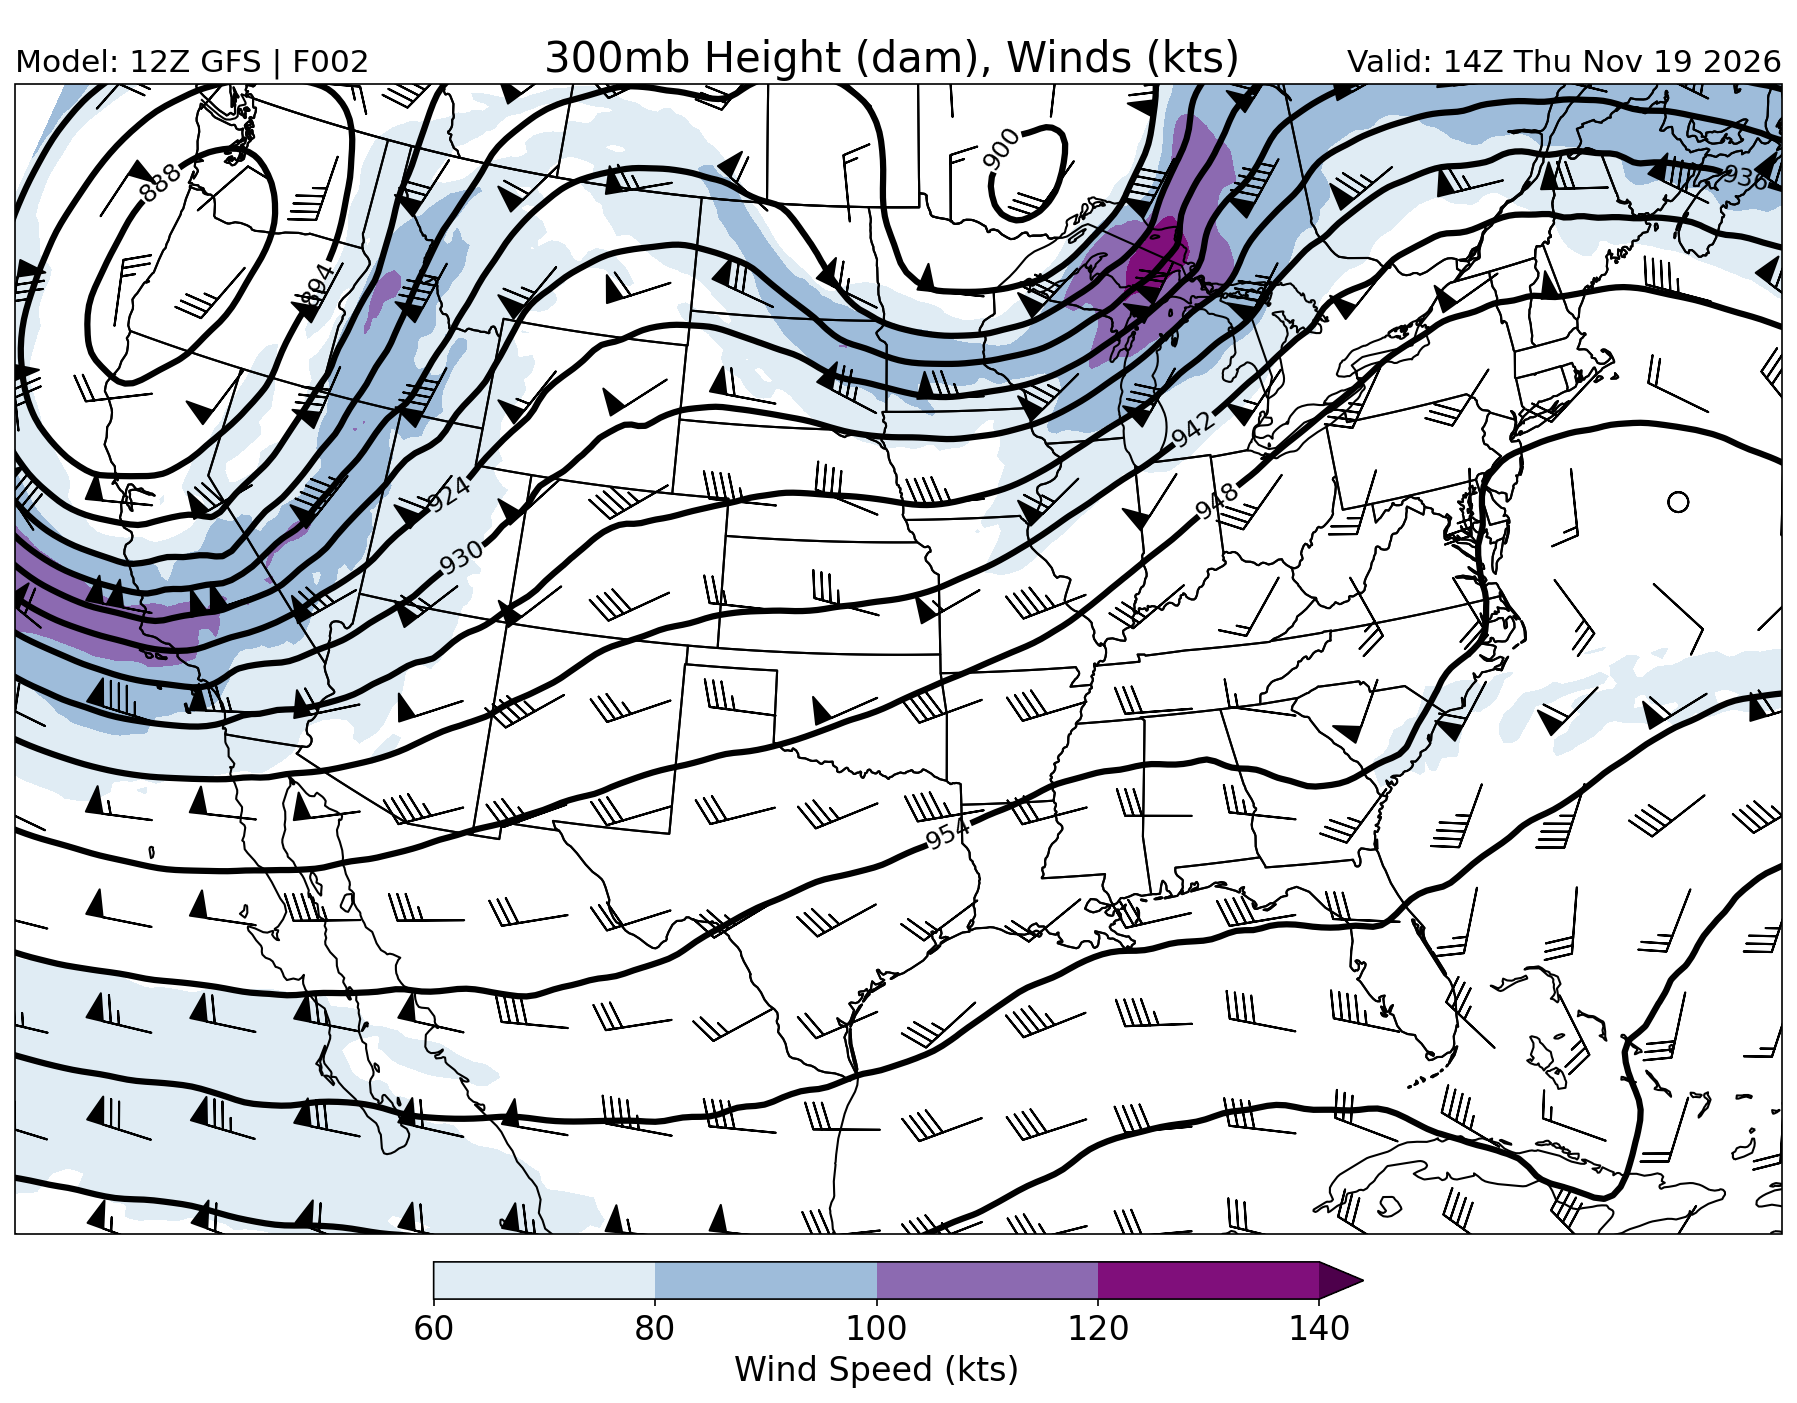 Model: 12Z GFS | F002
300mb Height (dam), Winds (kts)
Valid: 14Z Thu Nov 19 2026
888
894
900
936
942
924
948
930
954
60 80 100 120 140
Wind Speed (kts)